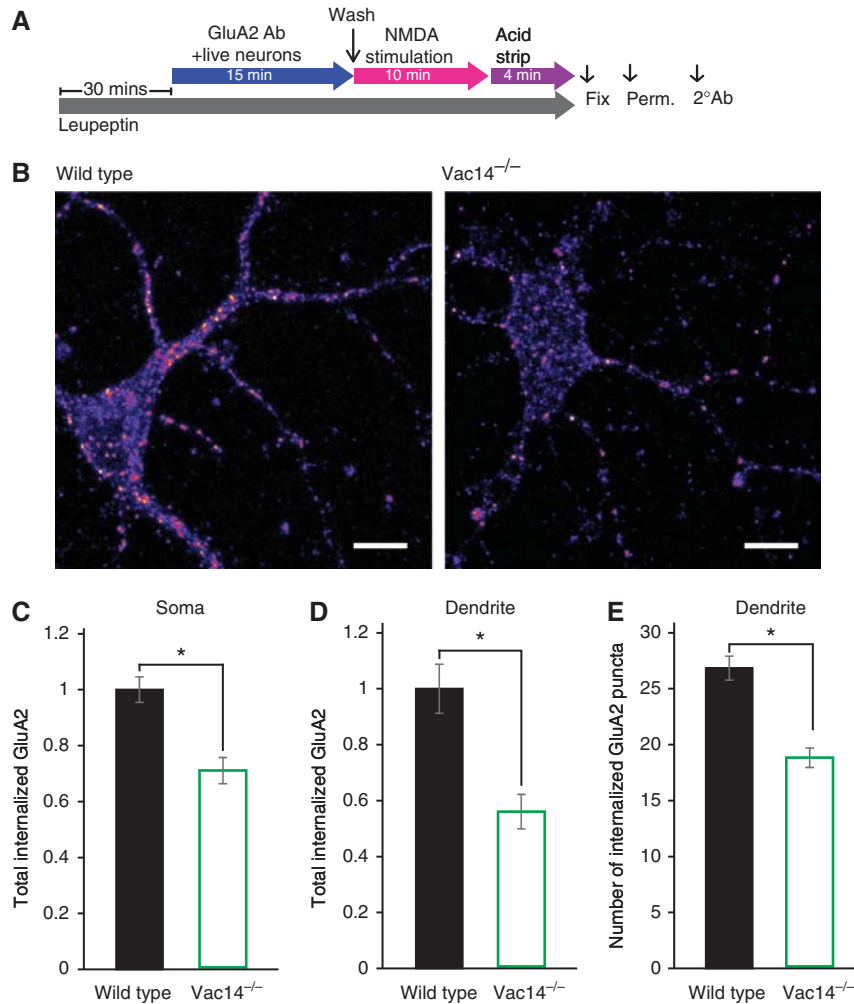 A
Wash
GluA2 Ab
+live neurons
NMDA
stimulation
Acid
strip
15 min
10 min
4 min
30 mins
Fix
Perm.
2°Ab
Leupeptin
B
Wild type
Vac14−/−
C
Soma
Total internalized GluA2
1.2
1
0.8
0.6
0.4
0.2
0
*
Wild type
Vac14−/−
D
Dendrite
Total internalized GluA2
1.2
1
0.8
0.6
0.4
0.2
0
*
Wild type
Vac14−/−
E
Dendrite
Number of internalized GluA2 puncta
30
25
20
15
10
5
0
*
Wild type
Vac14−/−